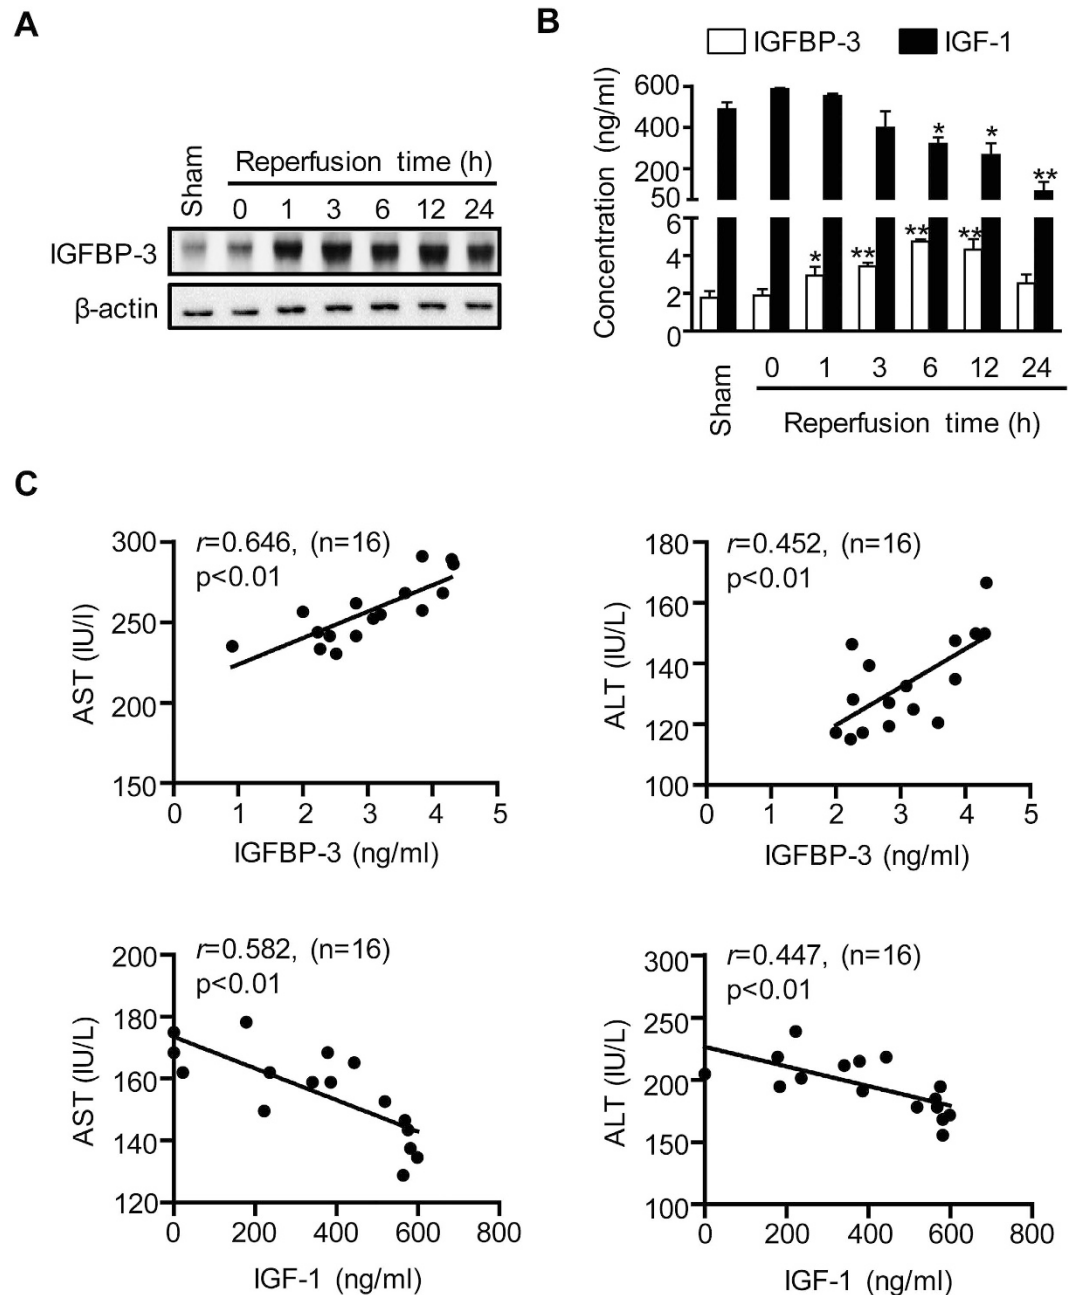 A
Sham
Reperfusion time (h)
0 1 3 6 12 24
IGFBP-3
β-actin
B
IGFBP-3 IGF-1
Concentration (ng/ml)
600
400
200
50
6
4
2
0
* * **
* ** ** **
Sham
0 1 3 6 12 24
Reperfusion time (h)
C
r=0.646, (n=16)
p<0.01
AST (IU/l)
300
250
200
150
0 1 2 3 4 5
IGFBP-3 (ng/ml)
r=0.452, (n=16)
p<0.01
ALT (IU/L)
180
160
140
120
100
0 1 2 3 4 5
IGFBP-3 (ng/ml)
r=0.582, (n=16)
p<0.01
AST (IU/L)
200
180
160
140
120
0 200 400 600 800
IGF-1 (ng/ml)
r=0.447, (n=16)
p<0.01
ALT (IU/L)
300
250
200
150
100
0 200 400 600 800
IGF-1 (ng/ml)